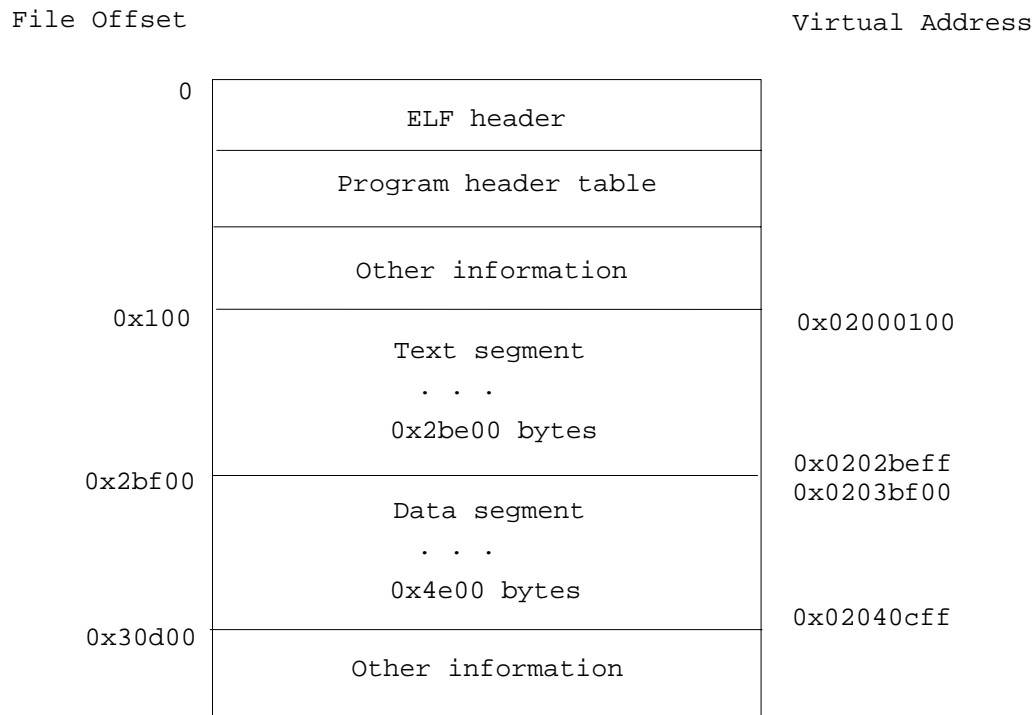 File Offset
Virtual Address
0
ELF header
Program header table
Other information
0x100
0x02000100
Text segment
. . .
0x2be00 bytes
0x2bf00
0x0202beff
0x0203bf00
Data segment
. . .
0x4e00 bytes
0x30d00
0x02040cff
Other information